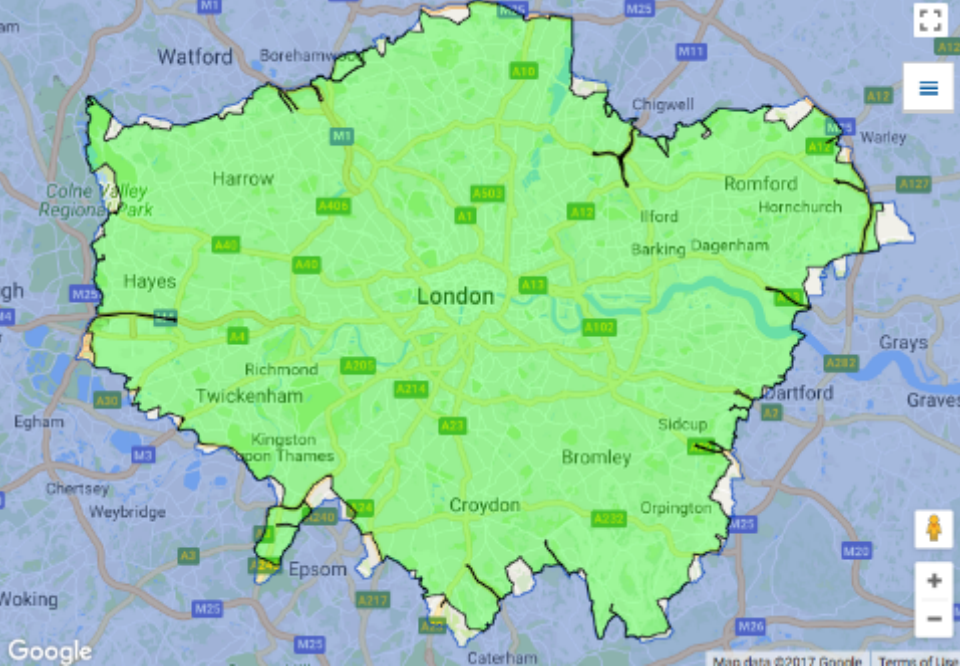 M1
M25
M25
Watford
Borehamwood
M11
A12
A10
A12
Chigwell
M25
M1
Warley
A12
Colne Valley
Regional Park
Harrow
A503
Romford
A127
A406
A1
A12
Ilford
Hornchurch
A40
Barking
Dagenham
A40
Hayes
A13
M25
London
M4
A102
A4
Grays
Richmond
A205
A282
Twickenham
A214
Dartford
A30
A2
Egham
A23
Sidcup
Kingston
upon Thames
M3
Bromley
Chertsey
Croydon
Orpington
Weybridge
A24
A240
A232
M25
A3
A3
M20
Epsom
Woking
M25
A217
M26
M25
Google
Caterham
Map data ©2017 Google
Terms of Use